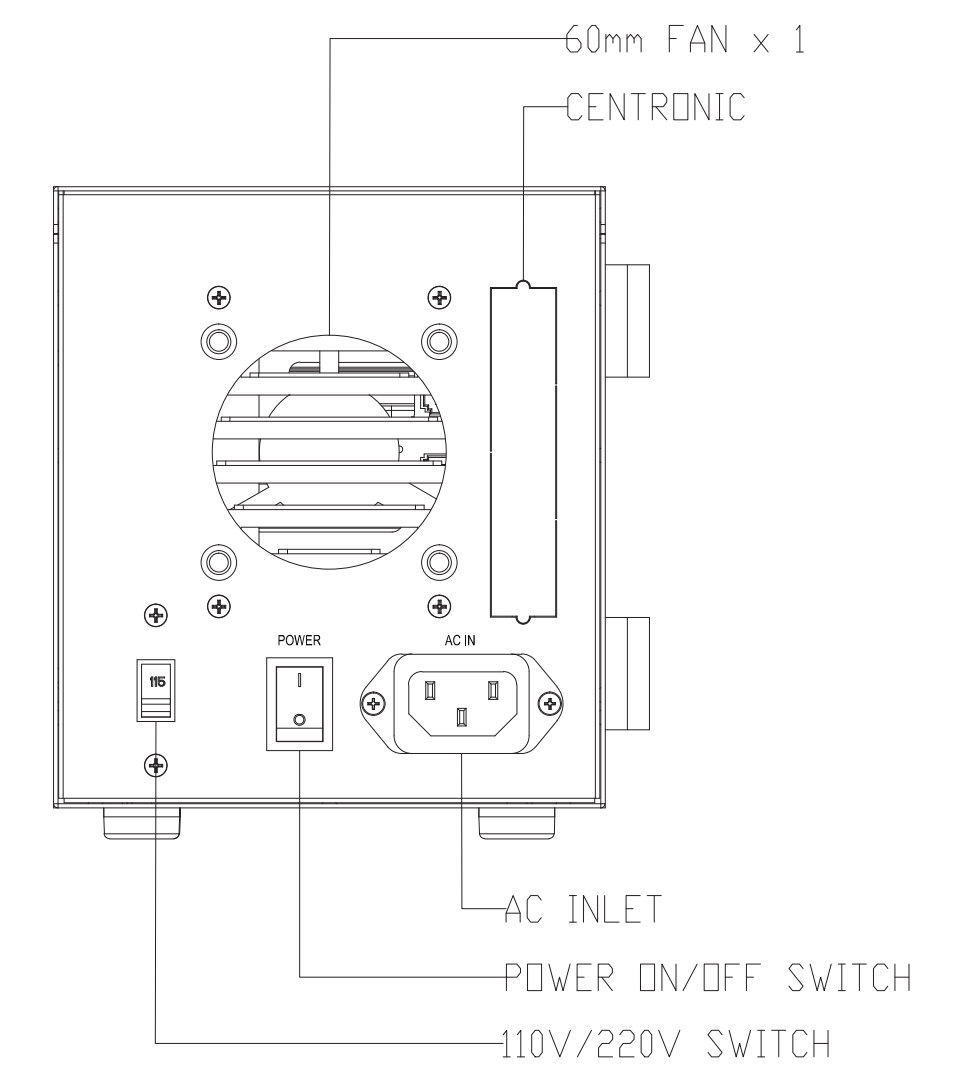 60mm FAN x 1
CENTRONIC
POWER
AC IN
115
AC INLET
POWER ON/OFF SWITCH
110V/220V SWITCH